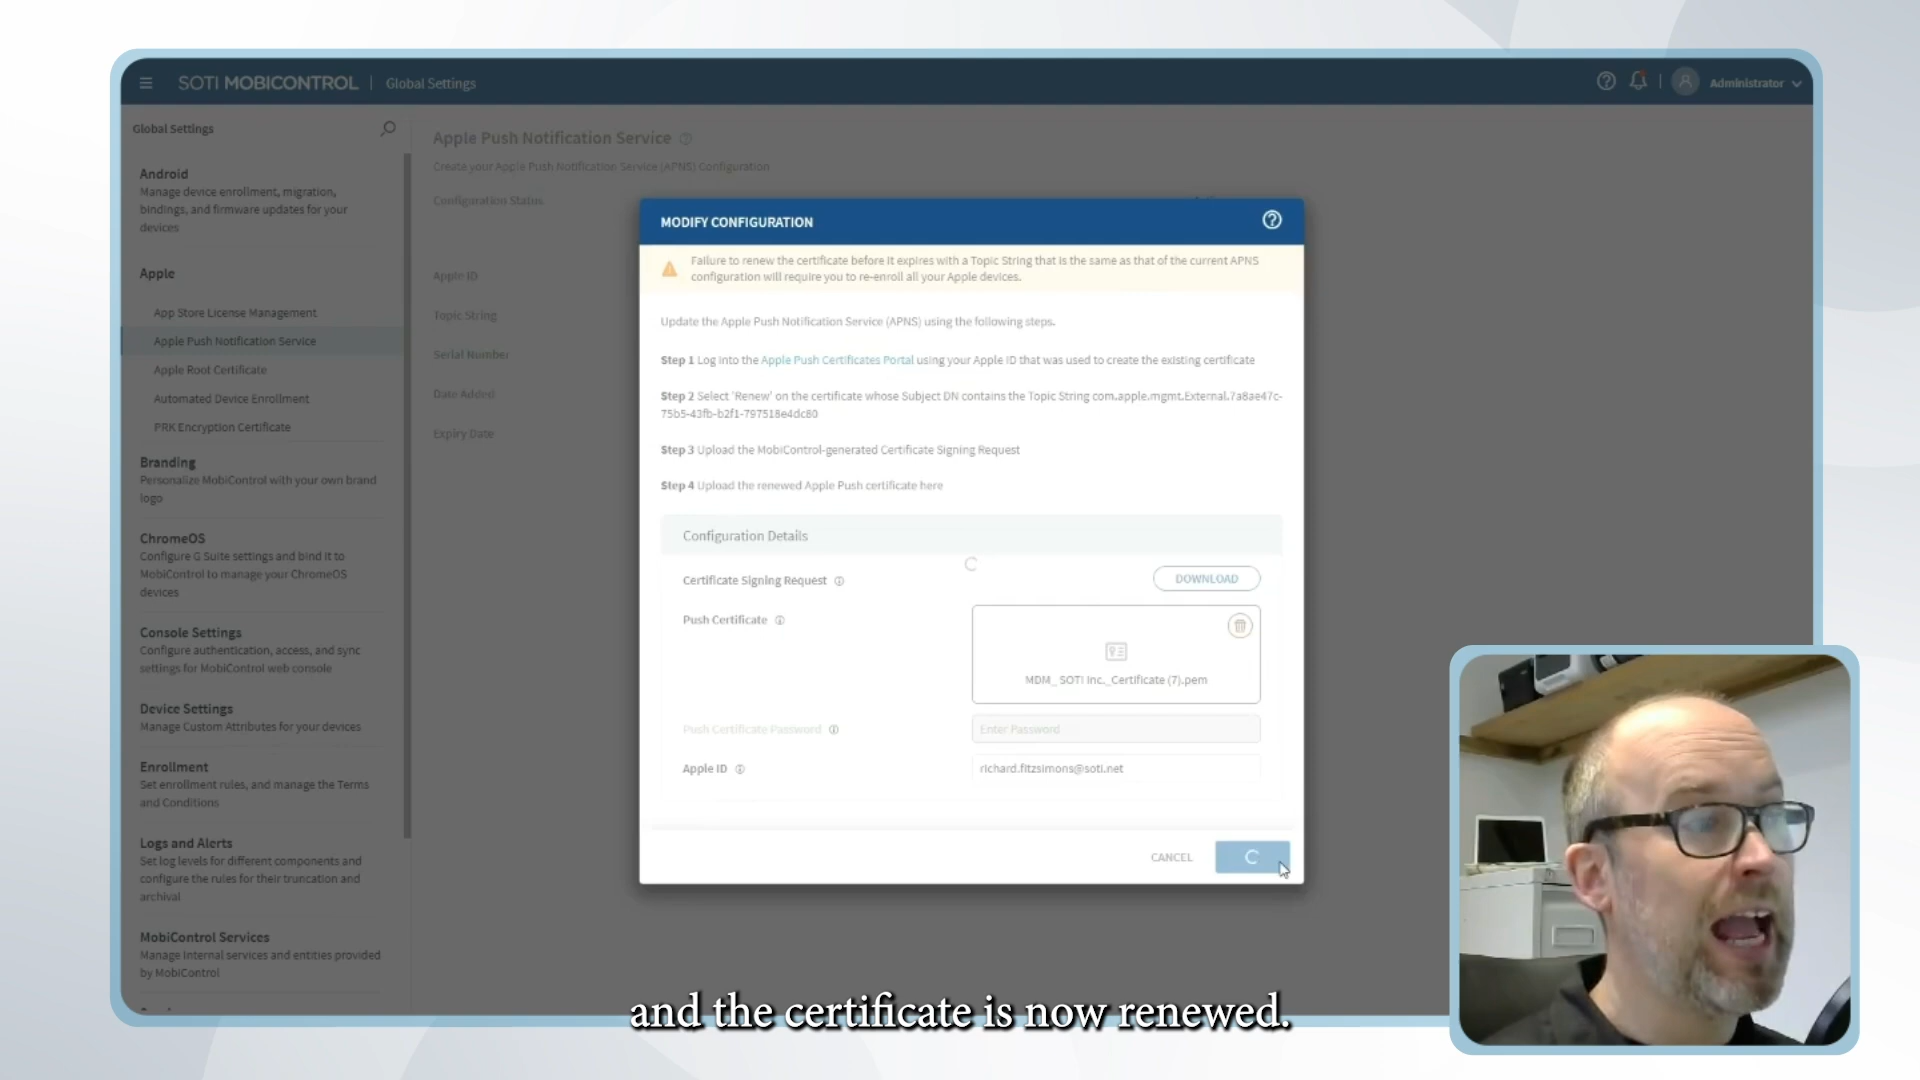 SOTI MOBICONTROL | Global Settings
Administrator
Global Settings
Android
Manage device enrollment, migration,
bindings, and firmware updates for your
devices
Apple
App Store License Management
Apple Push Notification Service
Apple Root Certificate
Automated Device Enrollment
PRK Encryption Certificate
Branding
Personalize MobiControl with your own brand
logo
ChromeOS
Configure G Suite settings and bind it to
MobiControl to manage your ChromeOS
devices
Console Settings
Configure authentication, access, and sync
settings for MobiControl web console
Device Settings
Manage Custom Attributes for your devices
Enrollment
Set enrollment rules, and manage the Terms
and Conditions
Logs and Alerts
Set log levels for different components and
configure the rules for their truncation and
archival
MobiControl Services
Manage internal services and entities provided
by MobiControl
Apple Push Notification Service
Create your Apple Push Notification Service (APNS) Configuration
Configuration Status
Apple ID
Topic String
Serial Number
Date Added
Expiry Date
MODIFY CONFIGURATION
Failure to renew the certificate before it expires with a Topic String that is the same as that of the current APNS
configuration will require you to re-enroll all your Apple devices.
Update the Apple Push Notification Service (APNS) using the following steps.
Step 1 Log into the Apple Push Certificates Portal using your Apple ID that was used to create the existing certificate
Step 2 Select 'Renew' on the certificate whose Subject DN contains the Topic String com.apple.mgmt.External.7a8ae47c-
75b5-43fb-b2f1-797518e4dc80
Step 3 Upload the MobiControl-generated Certificate Signing Request
Step 4 Upload the renewed Apple Push certificate here
Configuration Details
Certificate Signing Request
DOWNLOAD
Push Certificate
MDM_ SOTI Inc._Certificate (7).pem
Push Certificate Password
Enter Password
Apple ID
richard.fitzsimons@soti.net
CANCEL
and the certificate is now renewed.